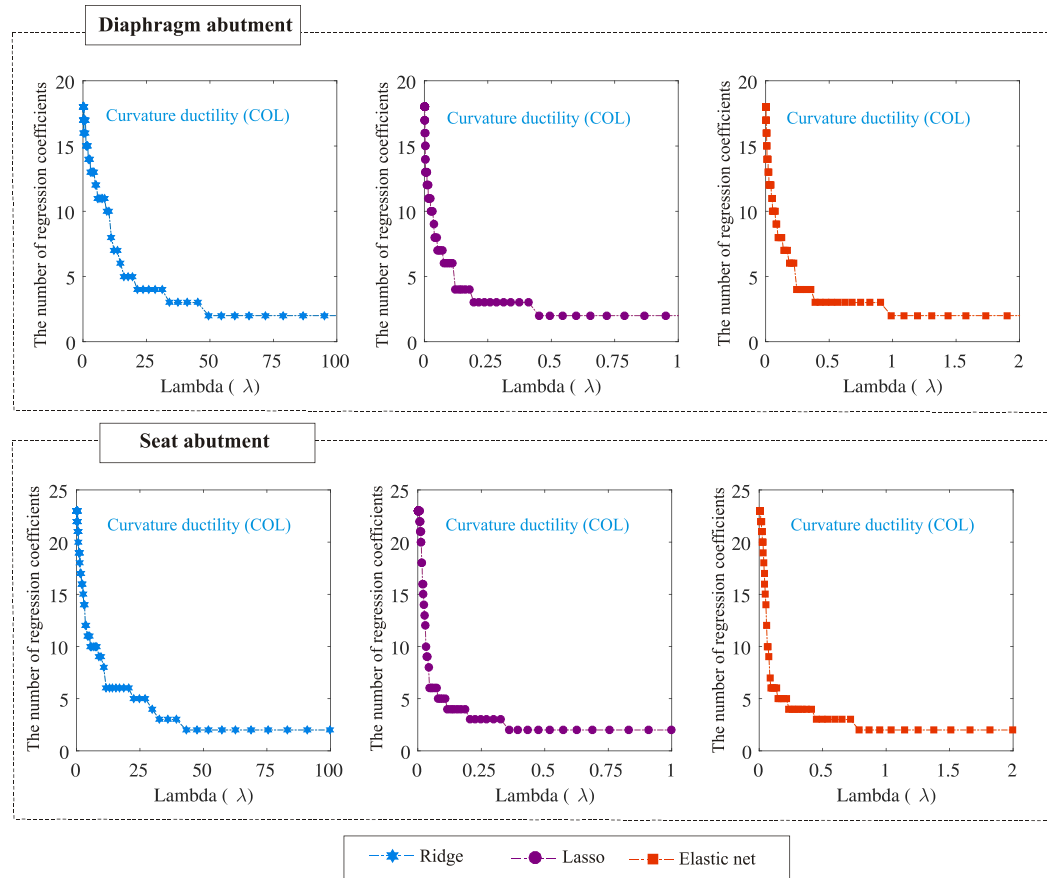 Diaphragm abutment
The number of regression coefficients
20
15
10
5
0
Curvature ductility (COL)
0 25 50 75 100
Lambda ( λ)
The number of regression coefficients
20
15
10
5
0
Curvature ductility (COL)
0 0.25 0.5 0.75 1
Lambda ( λ)
The number of regression coefficients
20
15
10
5
0
Curvature ductility (COL)
0 0.5 1 1.5 2
Lambda ( λ)
Seat abutment
The number of regression coefficients
25
20
15
10
5
0
Curvature ductility (COL)
0 25 50 75 100
Lambda ( λ)
The number of regression coefficients
25
20
15
10
5
0
Curvature ductility (COL)
0 0.25 0.5 0.75 1
Lambda ( λ)
The number of regression coefficients
25
20
15
10
5
0
Curvature ductility (COL)
0 0.5 1 1.5 2
Lambda ( λ)
Ridge Lasso Elastic net